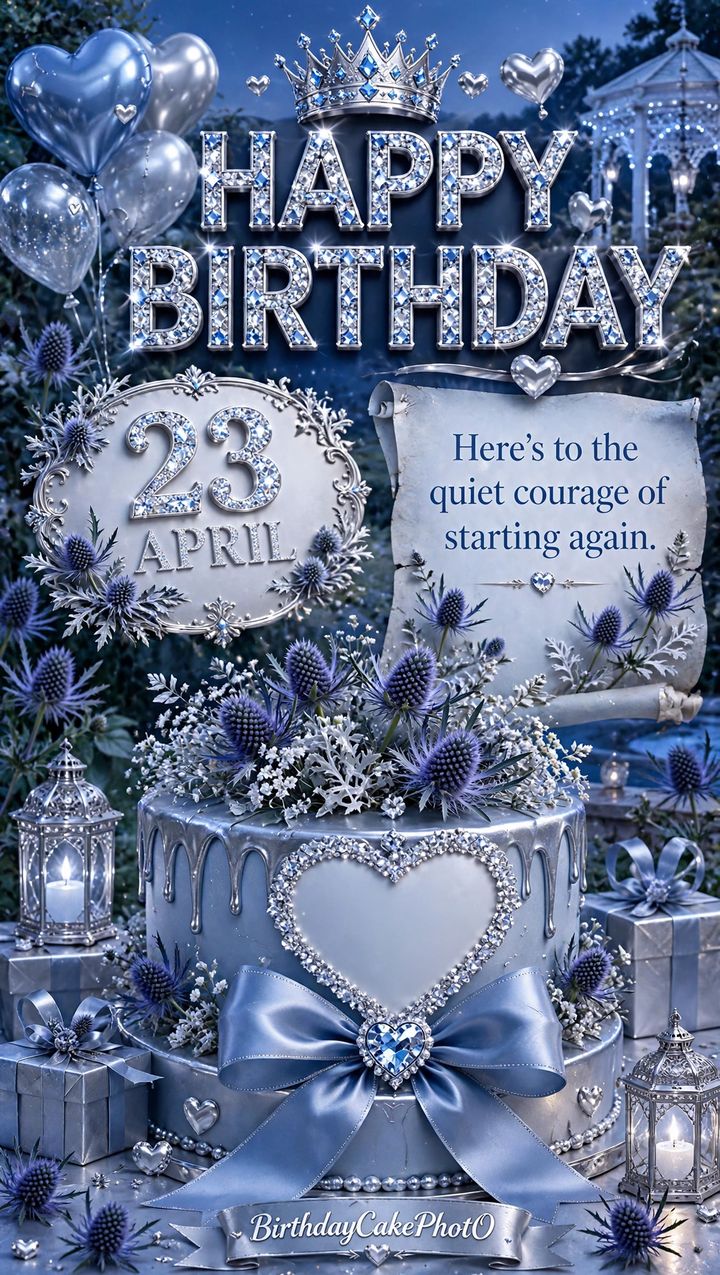 HAPPY
BIRTHDAY
23
APRIL
Here's to the
quiet courage of
starting again.
BirthdayCakePhotO